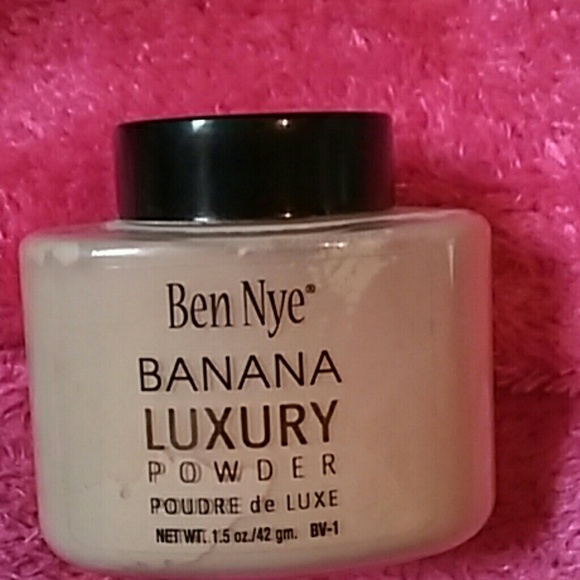 Ben Nye®
BANANA
LUXURY
POWDER
POUDRE de LUXE
NET WT. 1.5 oz./42 gm. BV-1